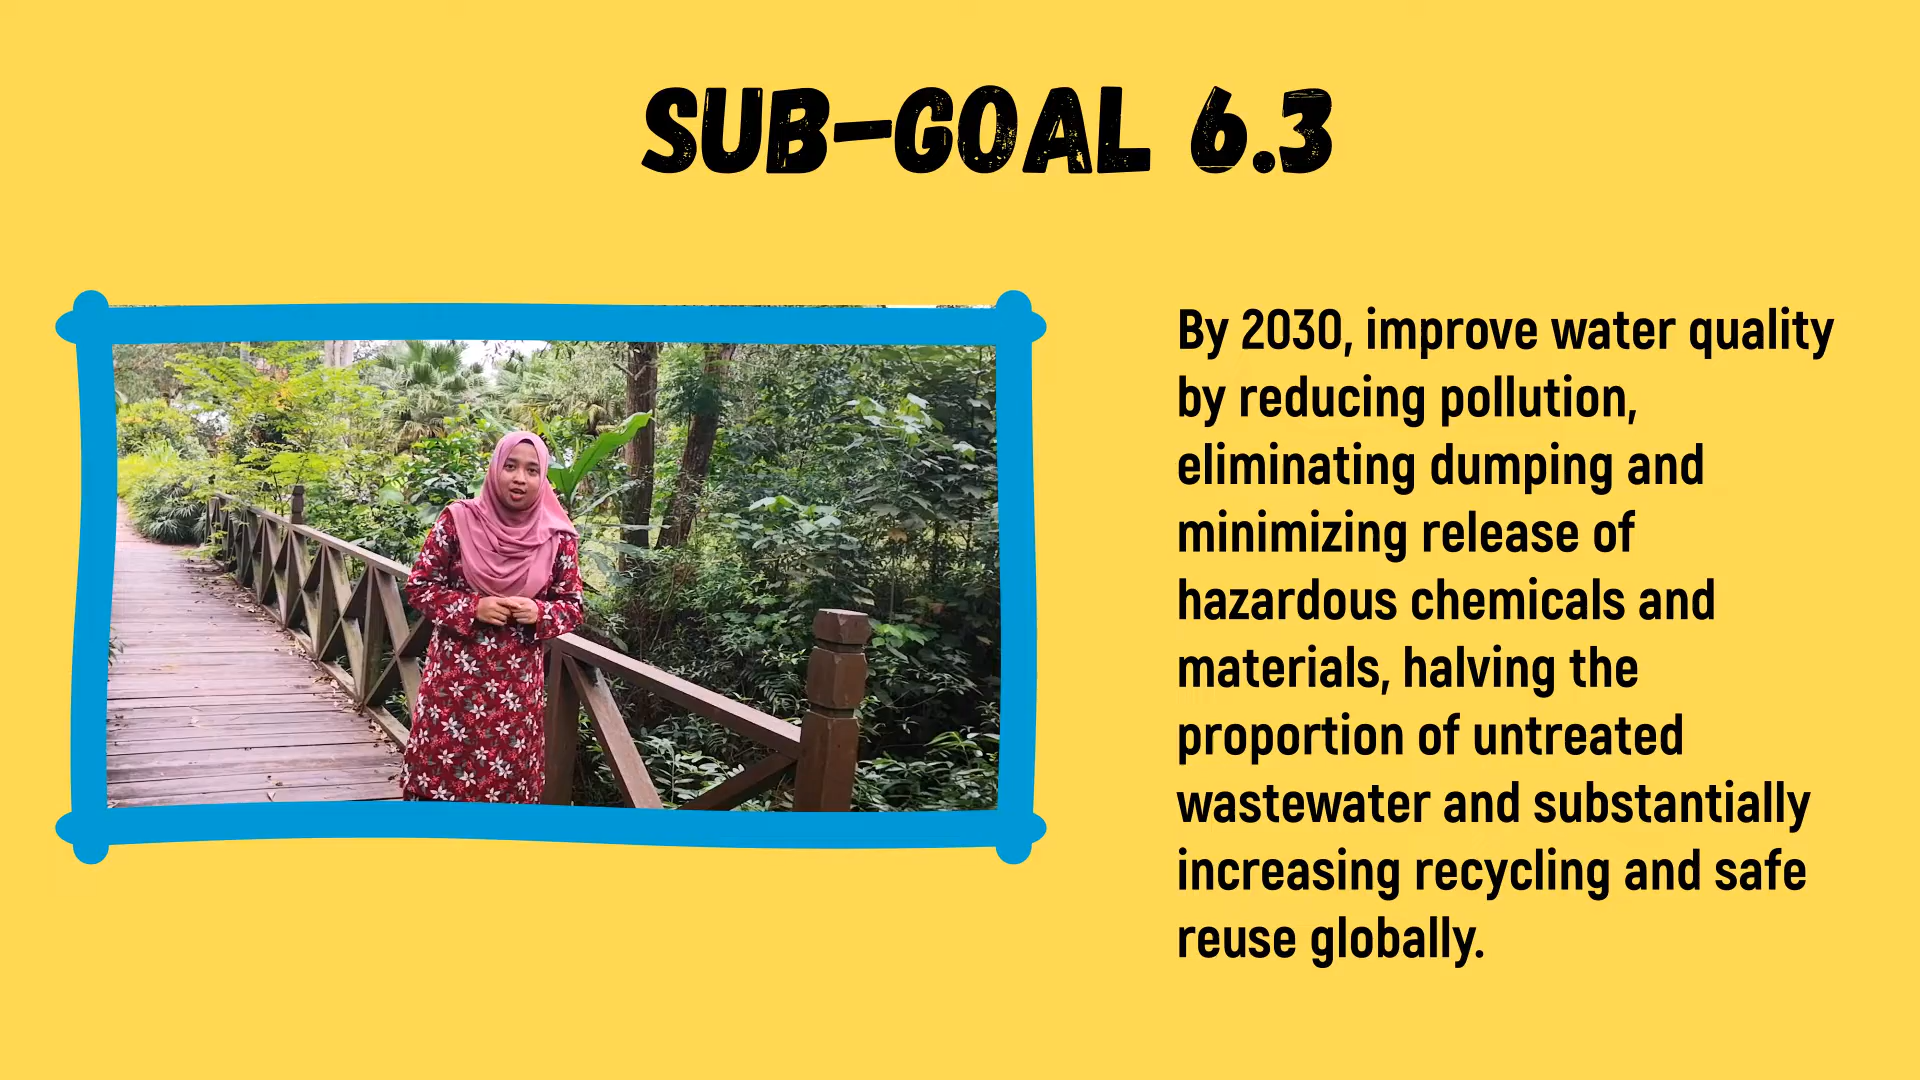 SUB-GOAL 6.3
By 2030, improve water quality
by reducing pollution,
eliminating dumping and
minimizing release of
hazardous chemicals and
materials, halving the
proportion of untreated
wastewater and substantially
increasing recycling and safe
reuse globally.